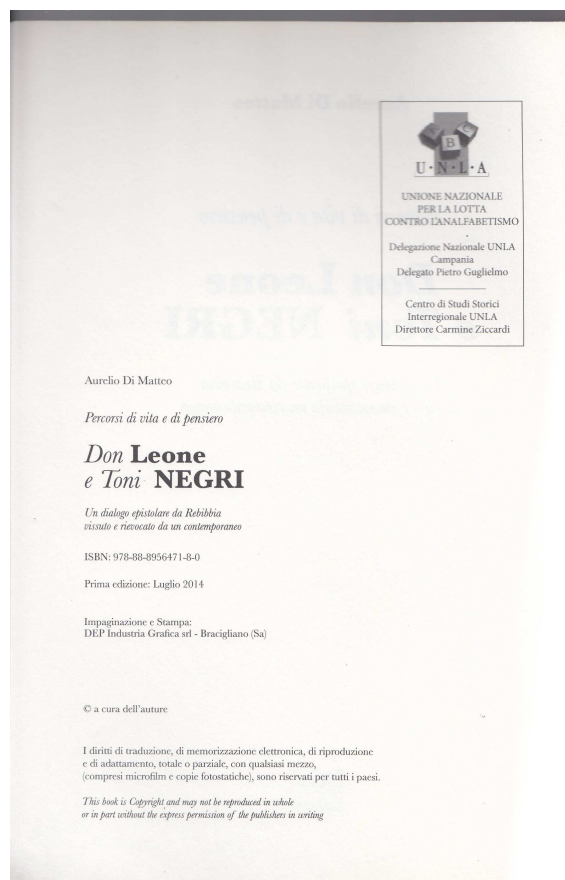 A B C
U·N·L·A
UNIONE NAZIONALE
PER LA LOTTA
CONTRO L'ANALFABETISMO
Delegazione Nazionale UNLA
Campania
Delegato Pietro Guglielmo
Centro di Studi Storici
Interregionale UNLA
Direttore Carmine Ziccardi
Aurelio Di Matteo
Percorsi di vita e di pensiero
Don Leone
e Toni NEGRI
Un dialogo epistolare da Rebibbia
vissuto e rievocato da un contemporaneo
ISBN: 978-88-8956471-8-0
Prima edizione: Luglio 2014
Impaginazione e Stampa:
DEP Industria Grafica srl - Bracigliano (Sa)
© a cura dell'auture
I diritti di traduzione, di memorizzazione elettronica, di riproduzione
e di adattamento, totale o parziale, con qualsiasi mezzo,
(compresi microfilm e copie fotostatiche), sono riservati per tutti i paesi.
This book is Copyright and may not be reproduced in whole
or in part without the express permission of the publishers in writing